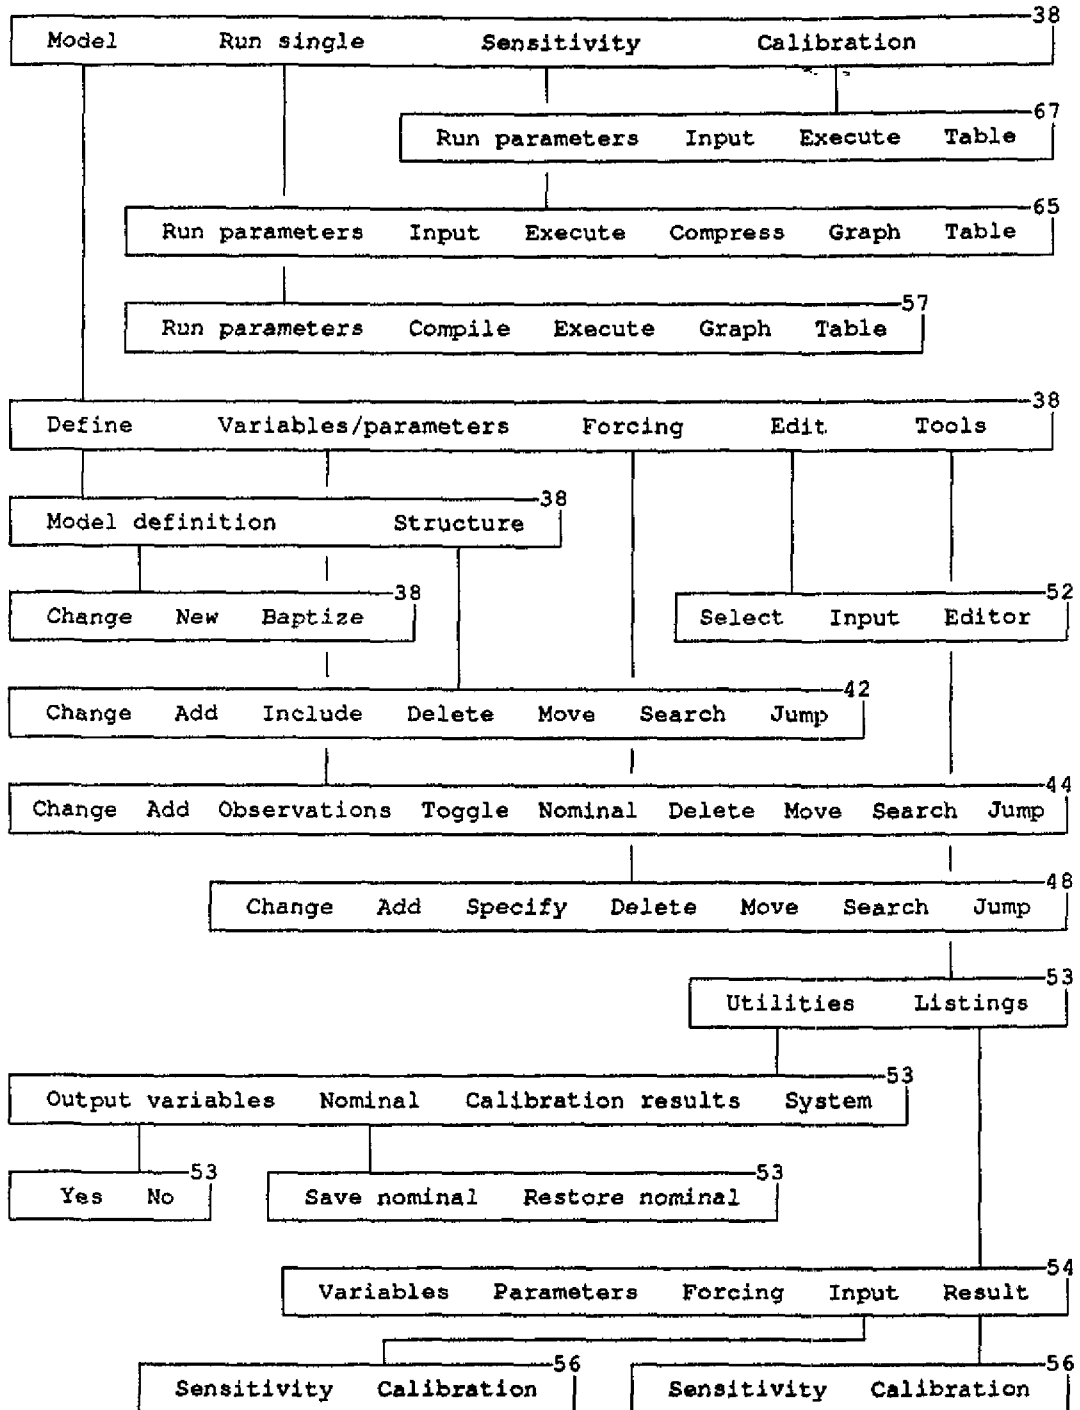 38
Model Run single Sensitivity Calibration
67
Run parameters Input Execute Table
65
Run parameters Input Execute Compress Graph Table
57
Run parameters Compile Execute Graph Table
38
Define Variables/parameters Forcing Edit Tools
38
Model definition Structure
38
Change New Baptize
52
Select Input Editor
42
Change Add Include Delete Move Search Jump
44
Change Add Observations Toggle Nominal Delete Move Search Jump
48
Change Add Specify Delete Move Search Jump
53
Utilities Listings
53
Output variables Nominal Calibration results System
53
Yes No
53
Save nominal Restore nominal
54
Variables Parameters Forcing Input Result
56
Sensitivity Calibration
56
Sensitivity Calibration